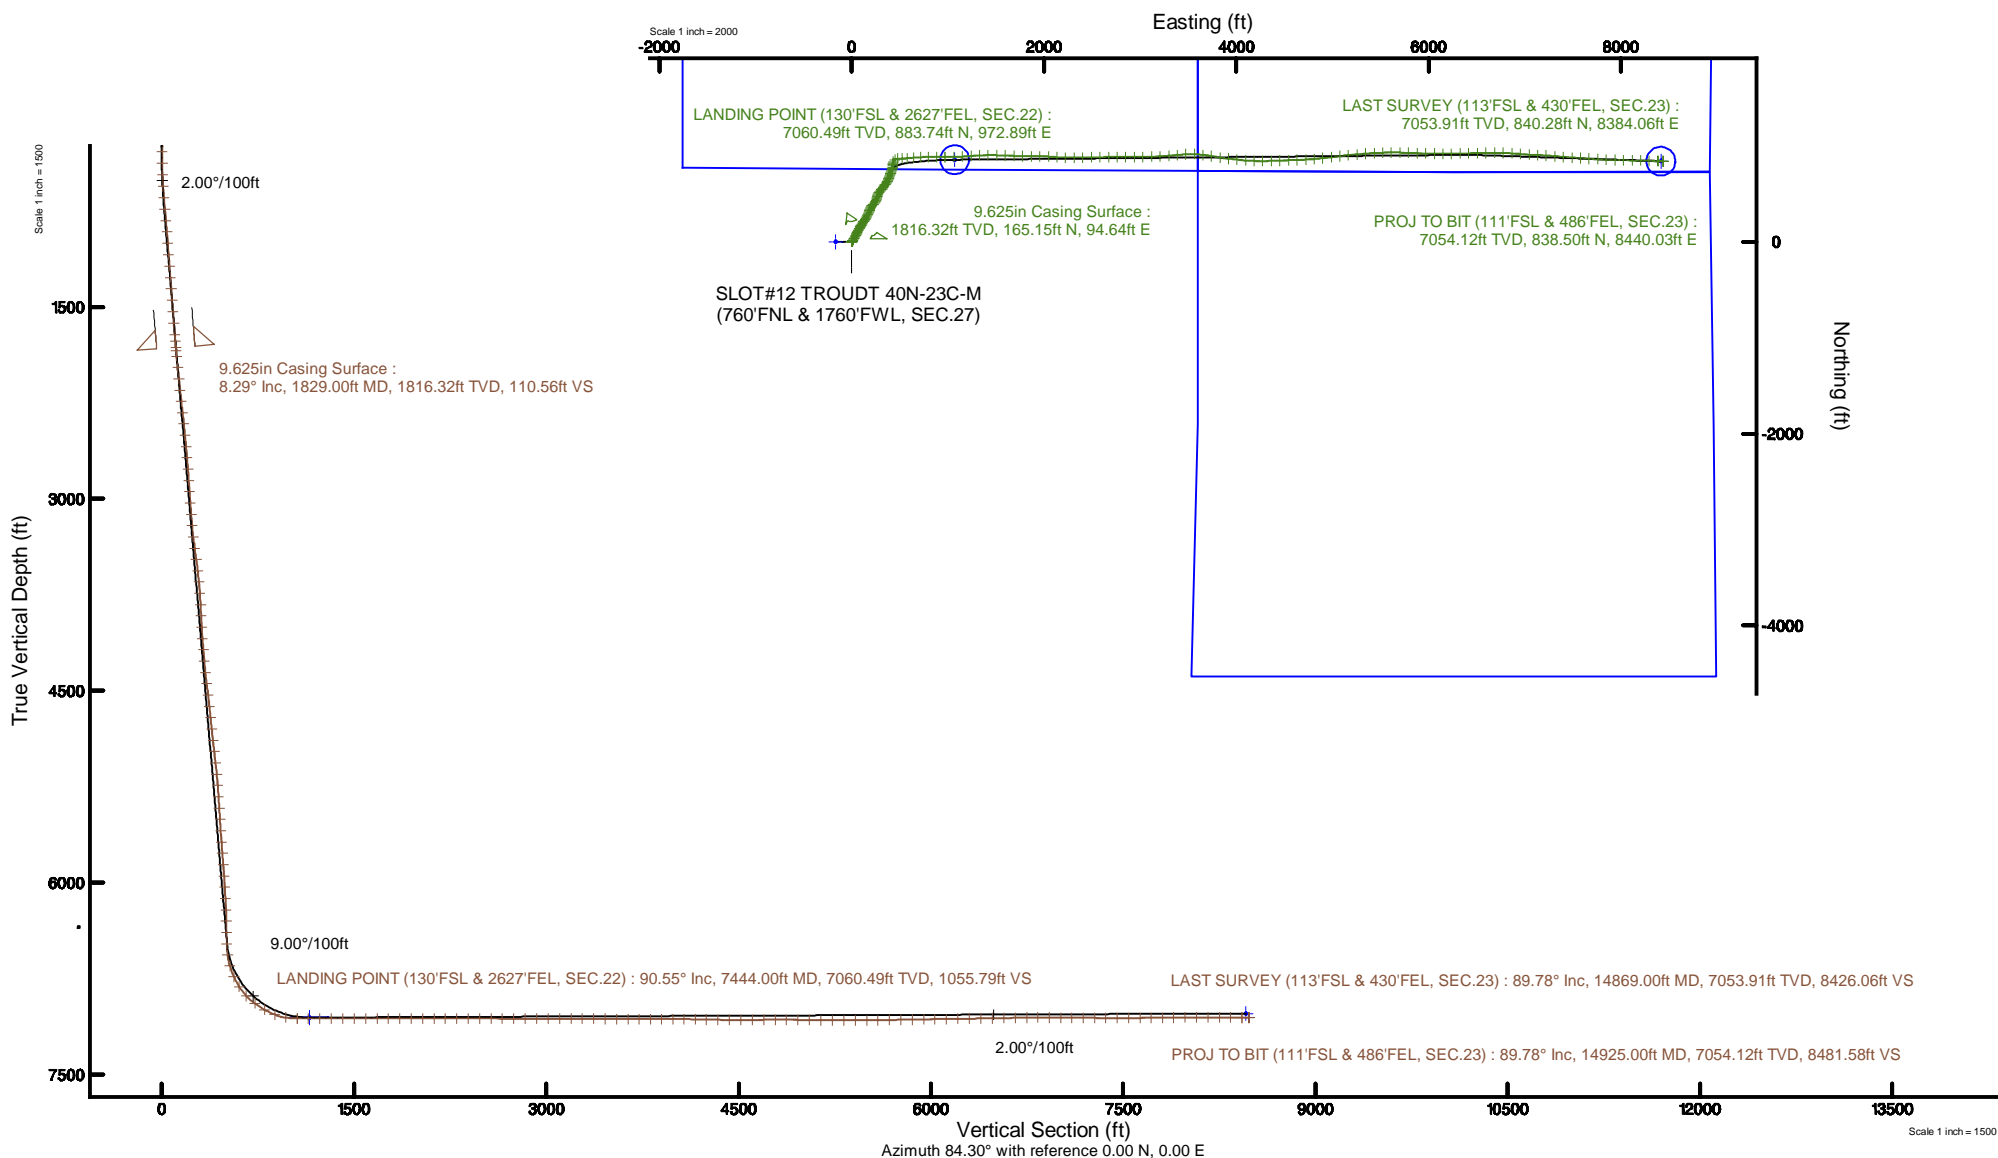 Easting (ft)
Scale 1 inch = 2000
-2000
0
2000
4000
6000
8000
LANDING POINT (130'FSL & 2627'FEL, SEC.22) :
7060.49ft TVD, 883.74ft N, 972.89ft E
LAST SURVEY (113'FSL & 430'FEL, SEC.23) :
7053.91ft TVD, 840.28ft N, 8384.06ft E
9.625in Casing Surface :
1816.32ft TVD, 165.15ft N, 94.64ft E
PROJ TO BIT (111'FSL & 486'FEL, SEC.23) :
7054.12ft TVD, 838.50ft N, 8440.03ft E
SLOT#12 TROUDT 40N-23C-M
(760'FNL & 1760'FWL, SEC.27)
0
-2000
-4000
Northing (ft)
Scale 1 inch = 1500
2.00°/100ft
1500
3000
4500
6000
7500
True Vertical Depth (ft)
9.625in Casing Surface :
8.29° Inc, 1829.00ft MD, 1816.32ft TVD, 110.56ft VS
9.00°/100ft
LANDING POINT (130'FSL & 2627'FEL, SEC.22) : 90.55° Inc, 7444.00ft MD, 7060.49ft TVD, 1055.79ft VS
LAST SURVEY (113'FSL & 430'FEL, SEC.23) : 89.78° Inc, 14869.00ft MD, 7053.91ft TVD, 8426.06ft VS
2.00°/100ft
PROJ TO BIT (111'FSL & 486'FEL, SEC.23) : 89.78° Inc, 14925.00ft MD, 7054.12ft TVD, 8481.58ft VS
0
1500
3000
4500
6000
7500
9000
10500
12000
13500
Vertical Section (ft)
Azimuth 84.30° with reference 0.00 N, 0.00 E
Scale 1 inch = 1500